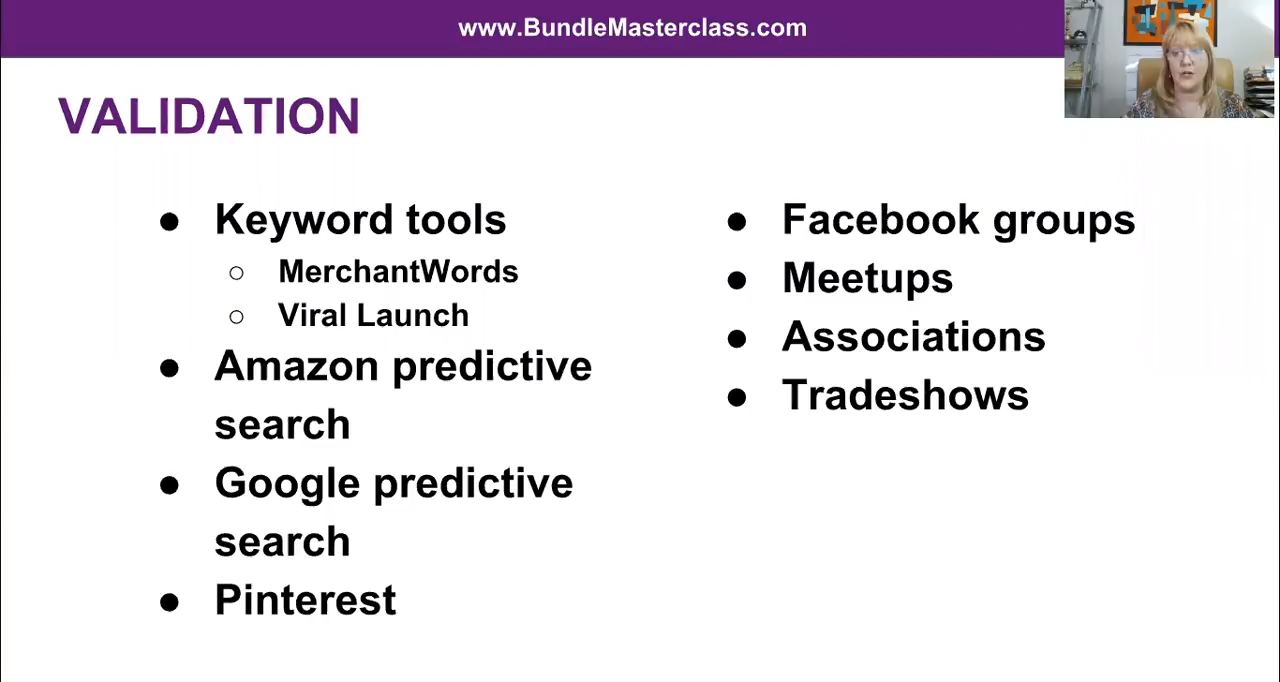 www.BundleMasterclass.com
VALIDATION
● Keyword tools
○ MerchantWords
○ Viral Launch
● Amazon predictive
search
● Google predictive
search
● Pinterest
● Facebook groups
● Meetups
● Associations
● Tradeshows